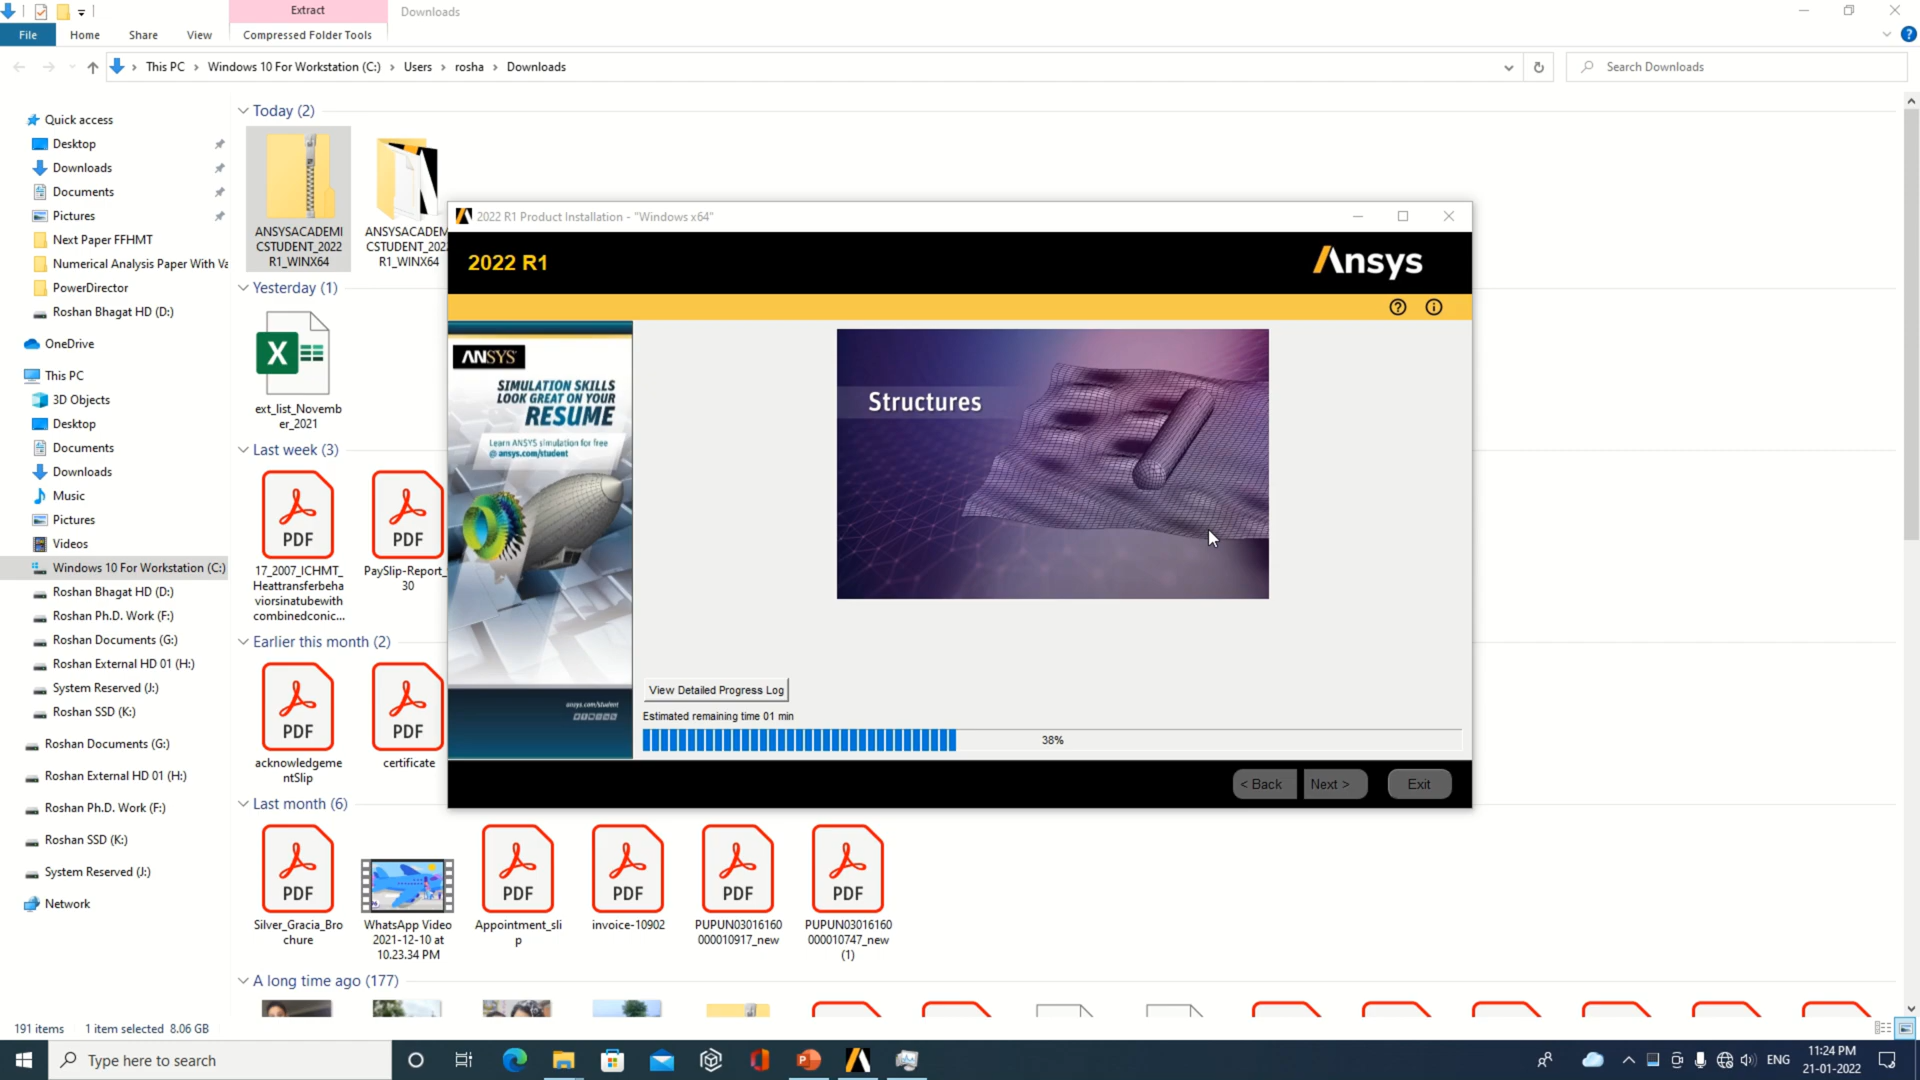 Extract
Downloads
File
Home
Share
View
Compressed Folder Tools
This PC > Windows 10 For Workstation (C:) > Users > rosha > Downloads
Search Downloads
Quick access
Desktop
Downloads
Documents
Pictures
Next Paper FFHMT
Numerical Analysis Paper With Va
PowerDirector
Roshan Bhagat HD (D:)
OneDrive
This PC
3D Objects
Desktop
Documents
Downloads
Music
Pictures
Videos
Windows 10 For Workstation (C:)
Roshan Bhagat HD (D:)
Roshan Ph.D. Work (F:)
Roshan Documents (G:)
Roshan External HD 01 (H:)
System Reserved (J:)
Roshan SSD (K:)
Roshan Documents (G:)
Roshan External HD 01 (H:)
Roshan Ph.D. Work (F:)
Roshan SSD (K:)
System Reserved (J:)
Network
Today (2)
ANSYSACADEMI
CSTUDENT_2022
R1_WINX64
ANSYSACADEM
CSTUDENT_202
R1_WINX64
Yesterday (1)
ext_list_Novemb
er_2021
Last week (3)
PDF
PDF
17_2007_ICHMT_
Heattransferbeha
viorsinatubewith
combinedconic...
PaySlip-Report_
30
Earlier this month (2)
PDF
PDF
acknowledgeme
ntSlip
certificate
Last month (6)
PDF
PDF
PDF
PDF
PDF
Silver_Gracia_Bro
chure
WhatsApp Video
2021-12-10 at
10.23.34 PM
Appointment_sli
p
invoice-10902
PUPUN03016160
000010917_new
PUPUN03016160
000010747_new
(1)
A long time ago (177)
2022 R1 Product Installation - "Windows x64"
2022 R1
Ansys
ANSYS
SIMULATION SKILLS
LOOK GREAT ON YOUR
RESUME
Learn ANSYS simulation for free
@ ansys.com/student
ansys.com/student
Structures
View Detailed Progress Log
Estimated remaining time 01 min
38%
< Back
Next >
Exit
191 items
1 item selected 8.06 GB
Type here to search
ENG
11:24 PM
21-01-2022